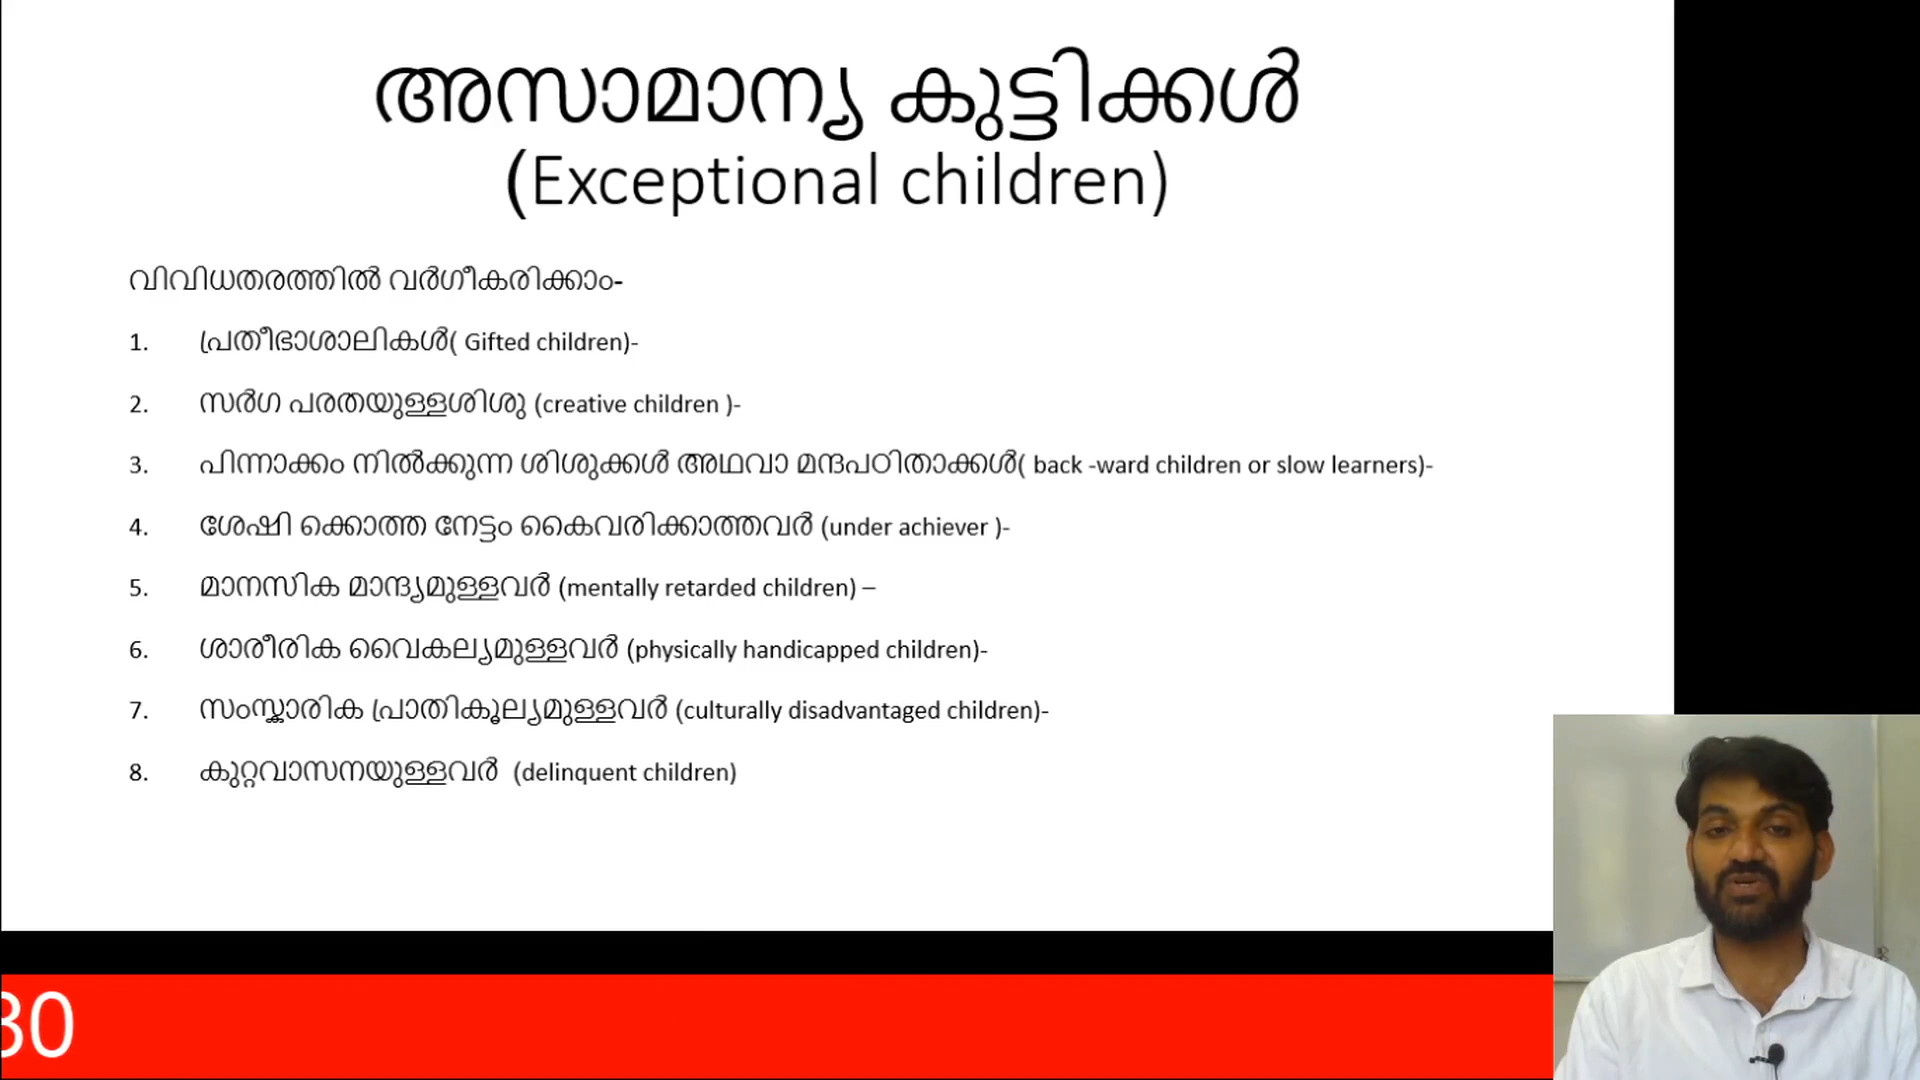 അസാമാന്യ കുട്ടിക്കൾ
(Exceptional children)
വിവിധതരത്തിൽ വർഗീകരിക്കാം-
1. പ്രതീഭാശാലികൾ( Gifted children)-
2. സർഗ പരതയുള്ളശിശു (creative children )-
3. പിന്നാക്കം നിൽക്കുന്ന ശിശുക്കൾ അഥവാ മന്ദപഠിതാക്കൾ( back -ward children or slow learners)-
4. ശേഷി ക്കൊത്ത നേട്ടം കൈവരിക്കാത്തവർ (under achiever )-
5. മാനസിക മാന്ദ്യമുള്ളവർ (mentally retarded children) –
6. ശാരീരിക വൈകല്യമുള്ളവർ (physically handicapped children)-
7. സംസ്കാരിക പ്രാതികൂല്യമുള്ളവർ (culturally disadvantaged children)-
8. കുറ്റവാസനയുള്ളവർ (delinquent children)
30